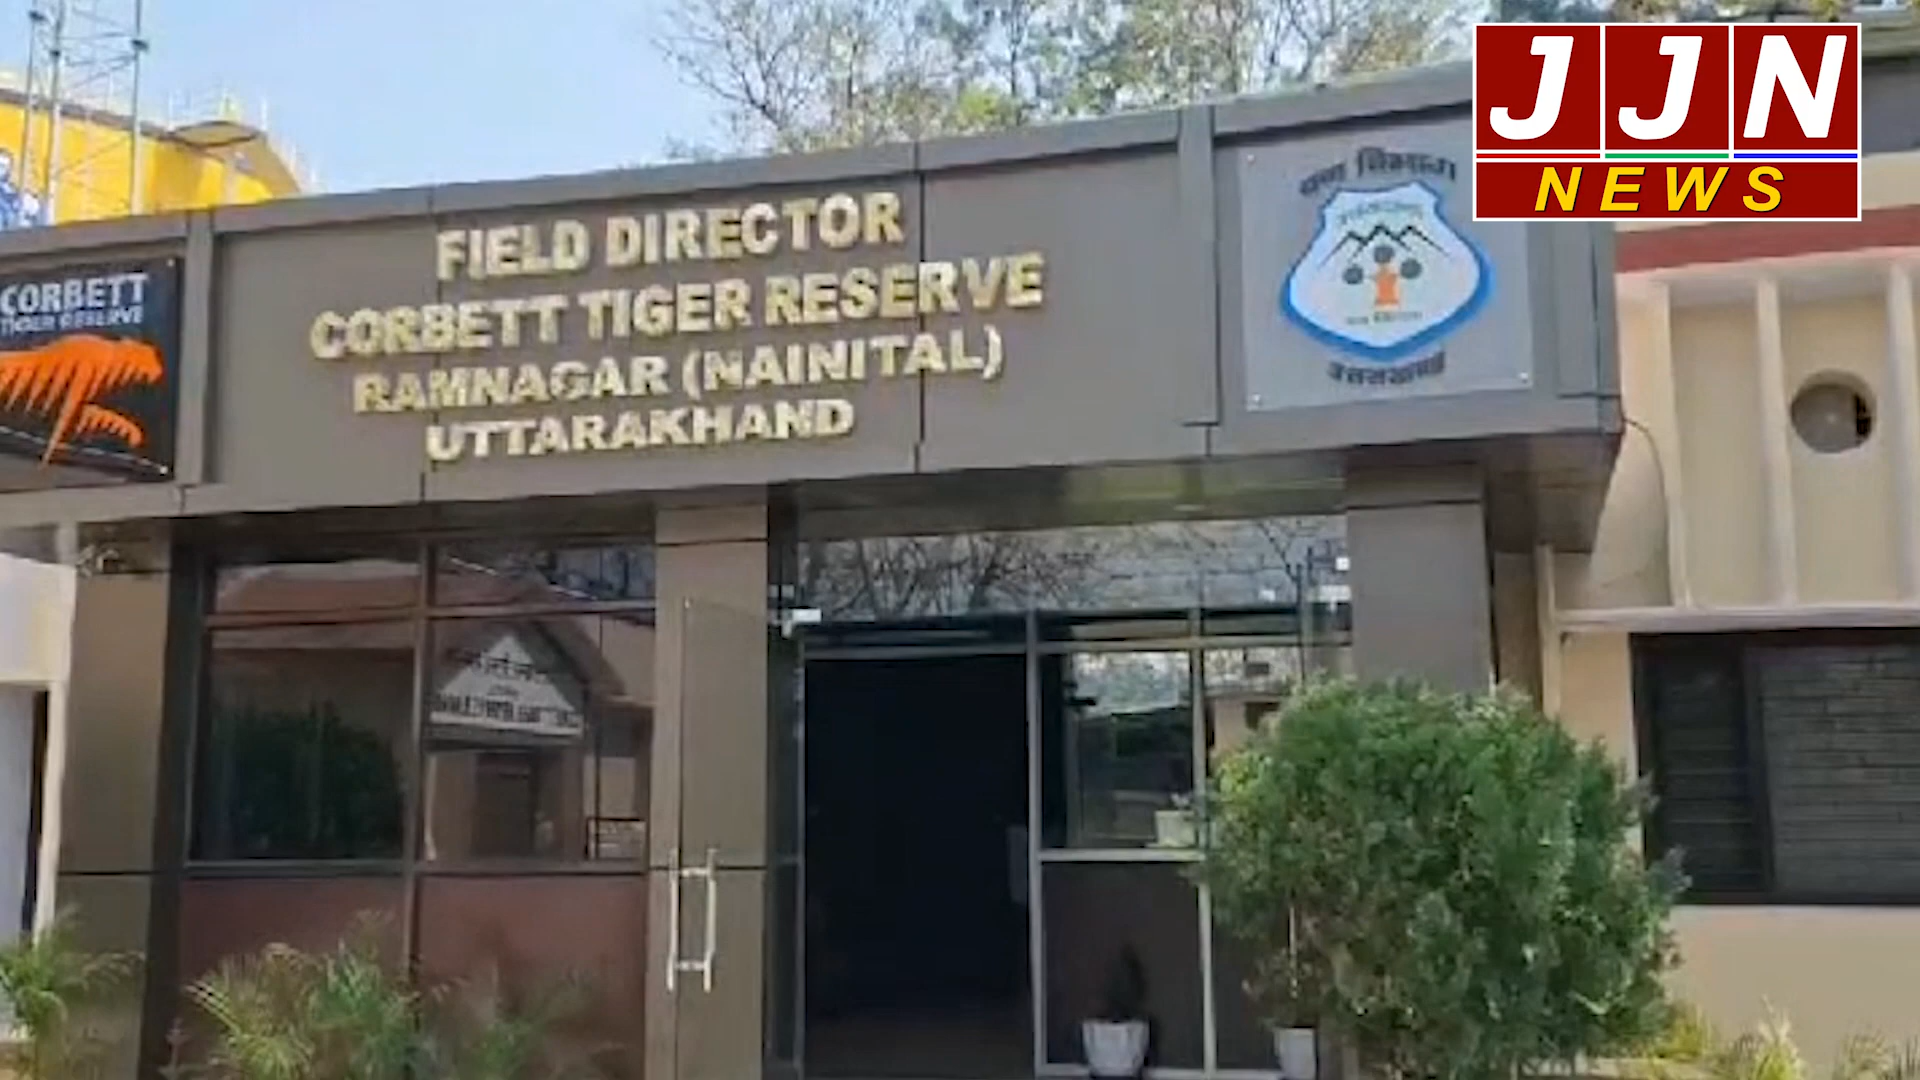 JJN
NEWS
CORBETT
TIGER RESERVE
FIELD DIRECTOR
CORBETT TIGER RESERVE
RAMNAGAR (NAINITAL)
UTTARAKHAND
वन विभाग
उत्तराखण्ड